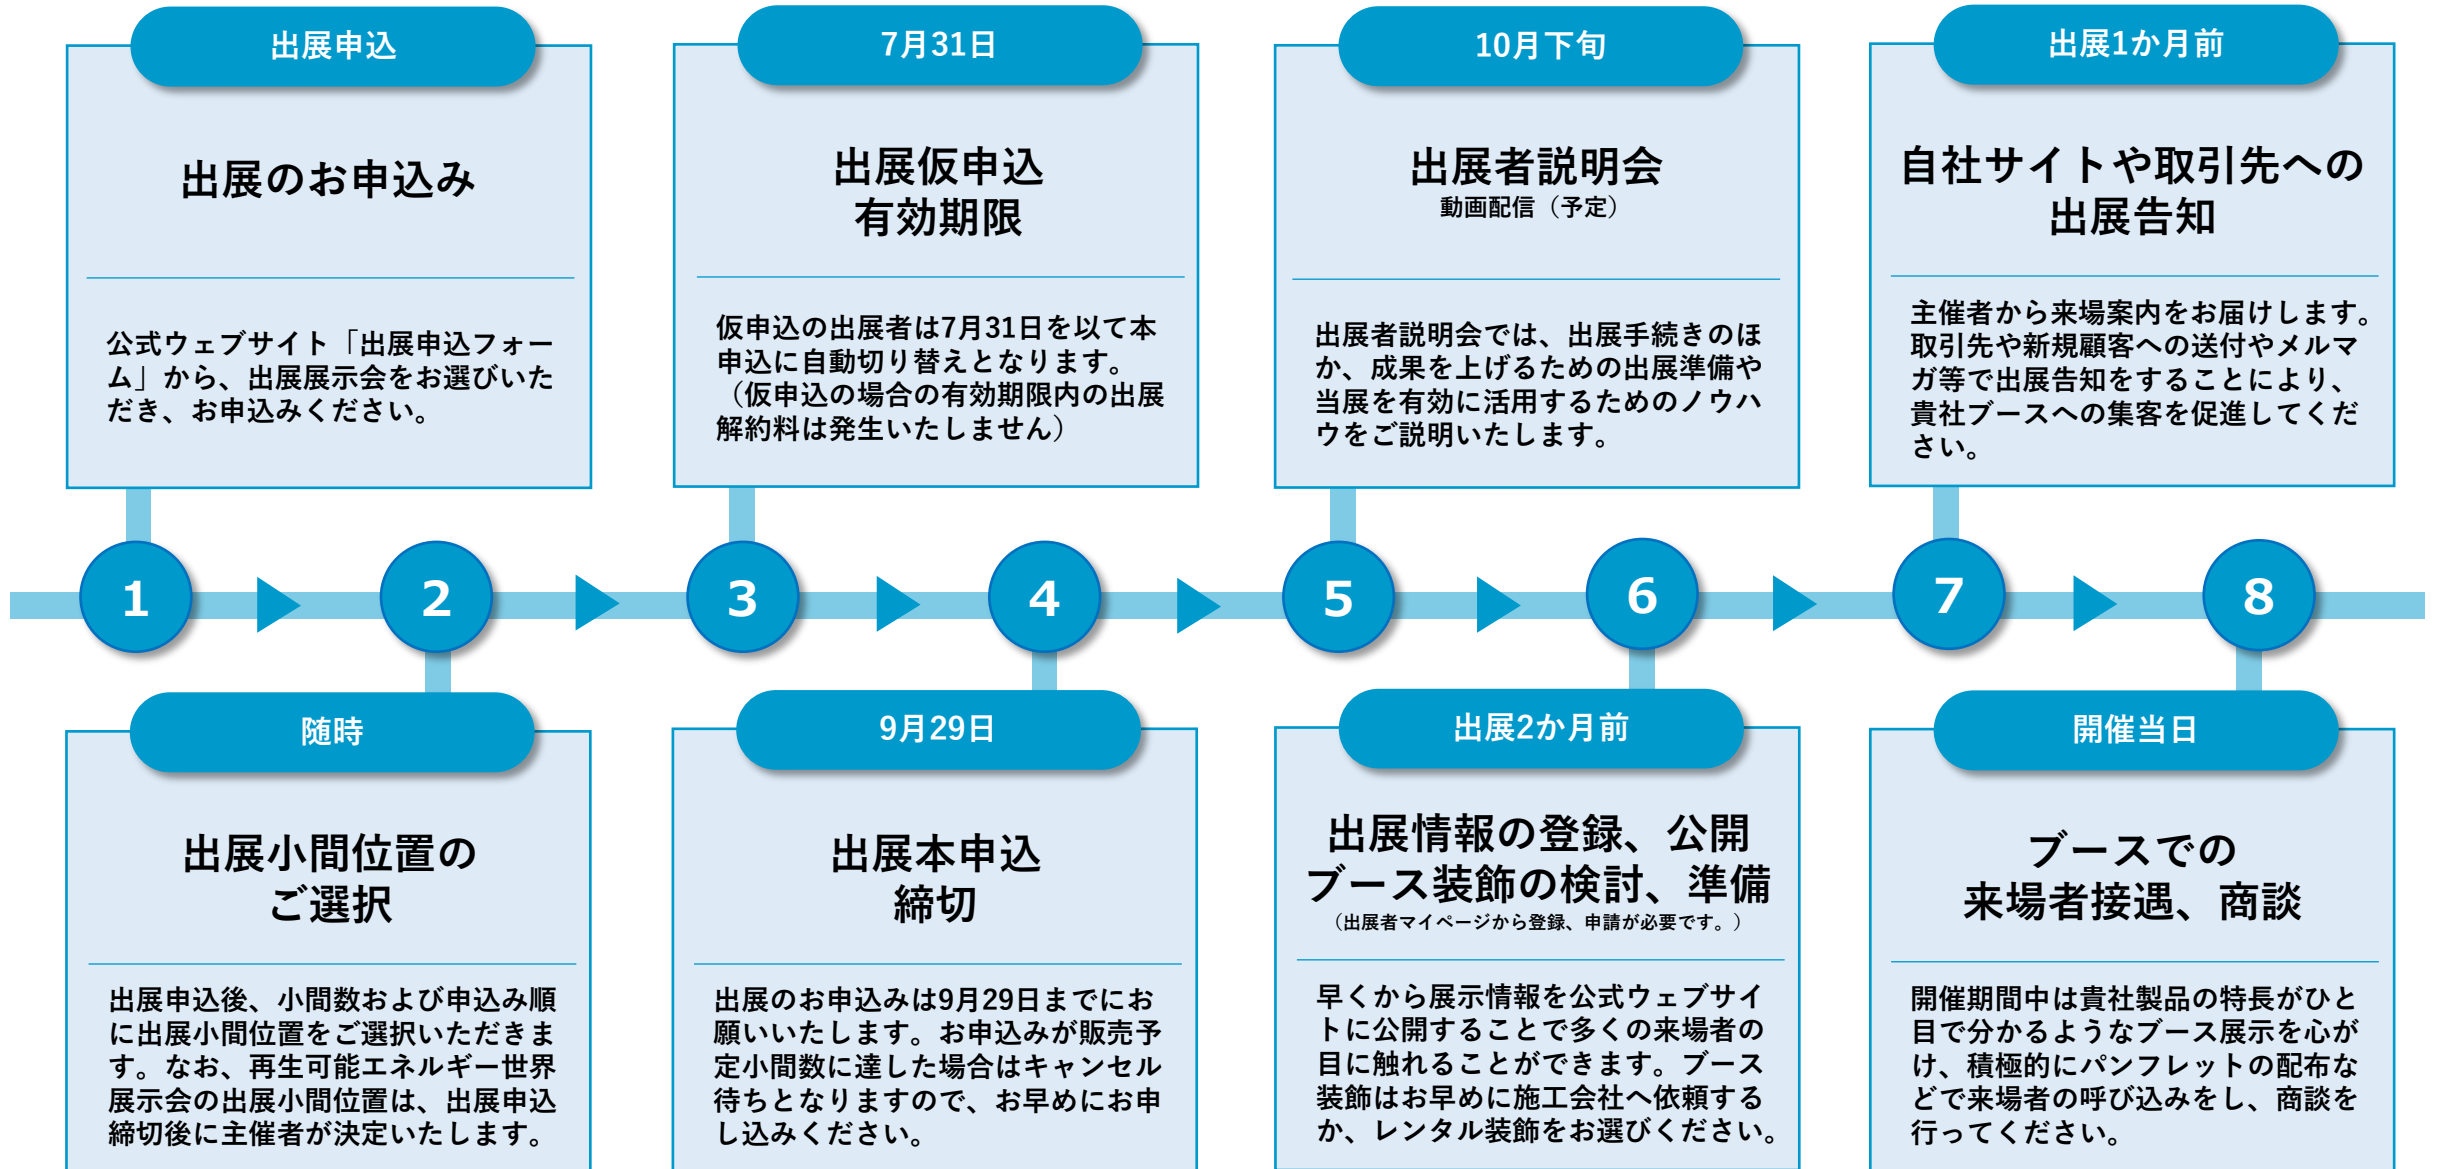 出展申込
出展のお申込み
公式ウェブサイト「出展申込フォー
ム」から、出展展示会をお選びいた
だき、お申込みください。
1
2
随時
出展小間位置の
ご選択
出展申込後、小間数および申込み順
に出展小間位置をご選択いただきま
す。なお、再生可能エネルギー世界
展示会の出展小間位置は、出展申込
締切後に主催者が決定いたします。
7月31日
出展仮申込
有効期限
仮申込の出展者は7月31日を以て本
申込に自動切り替えとなります。
（仮申込の場合の有効期限内の出展
解約料は発生いたしません）
3
4
9月29日
出展本申込
締切
出展のお申込みは9月29日までにお
願いいたします。お申込みが販売予
定小間数に達した場合はキャンセル
待ちとなりますので、お早めにお申
し込みください。
10月下旬
出展者説明会
動画配信（予定）
出展者説明会では、出展手続きのほ
か、成果を上げるための出展準備や
当展を有効に活用するためのノウハ
ウをご説明いたします。
5
6
出展2か月前
出展情報の登録、公開
ブース装飾の検討、準備
（出展者マイページから登録、申請が必要です。）
早くから展示情報を公式ウェブサイ
トに公開することで多くの来場者の
目に触れることができます。ブース
装飾はお早めに施工会社へ依頼する
か、レンタル装飾をお選びください。
出展1か月前
自社サイトや取引先への
出展告知
主催者から来場案内をお届けします。
取引先や新規顧客への送付やメルマ
ガ等で出展告知をすることにより、
貴社ブースへの集客を促進してくだ
さい。
7
8
開催当日
ブースでの
来場者接遇、商談
開催期間中は貴社製品の特長がひと
目で分かるようなブース展示を心が
け、積極的にパンフレットの配布な
どで来場者の呼び込みをし、商談を
行ってください。